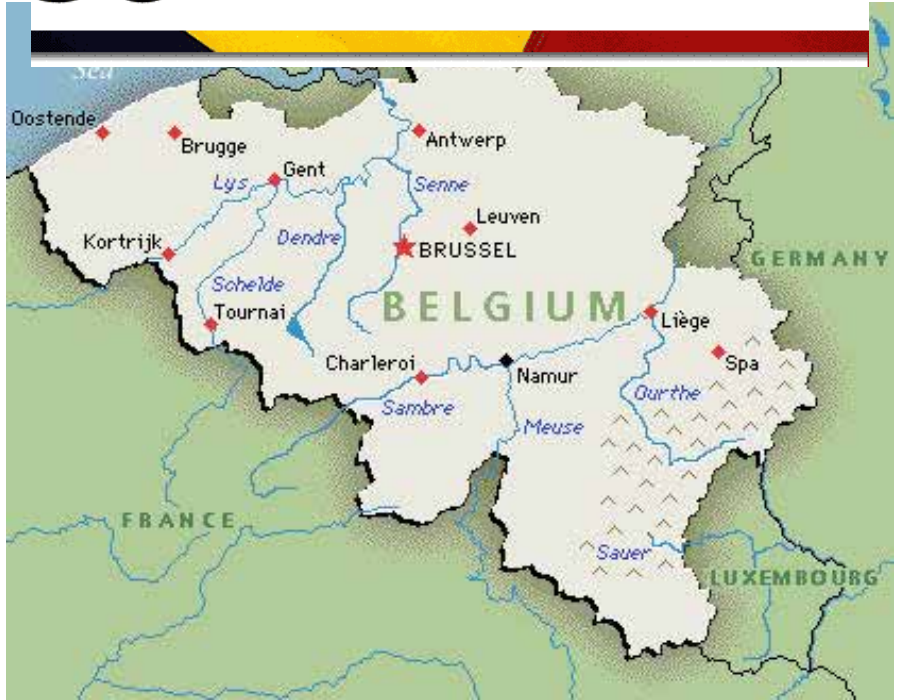 Sea
Oostende
Brugge
Antwerp
Gent
Lys
Senne
Leuven
Kortrijk
Dendre
BRUSSEL
GERMANY
Schelde
BELGIUM
Tournai
Liège
Charleroi
Spa
Namur
Ourthe
Sambre
Meuse
FRANCE
Sauer
LUXEMBOURG